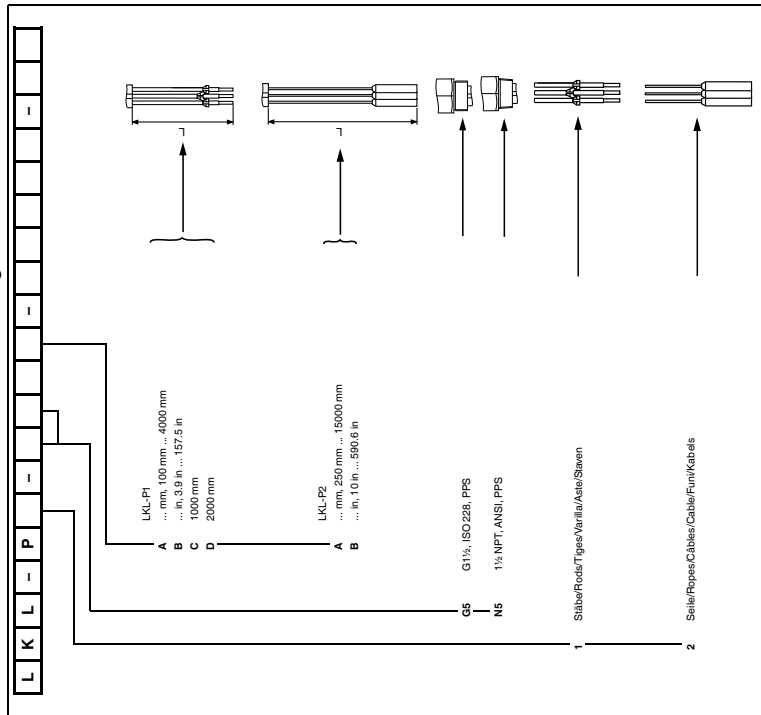 L K L – P – – –
LKL-P1
A ... mm, 100 mm ... 4000 mm
B ... in, 3.9 in ... 157.5 in
C 1000 mm
D 2000 mm
L
LKL-P2
A ... mm, 250 mm ... 15000 mm
B ... in, 10 in ... 590.6 in
L
G5 G1½, ISO 228, PPS
N5 1½ NPT, ANSI, PPS
1 Stäbe/Rods/Tiges/Varilla/Aste/Staven
2 Seile/Ropes/Câbles/Cable/Funi/Kabels